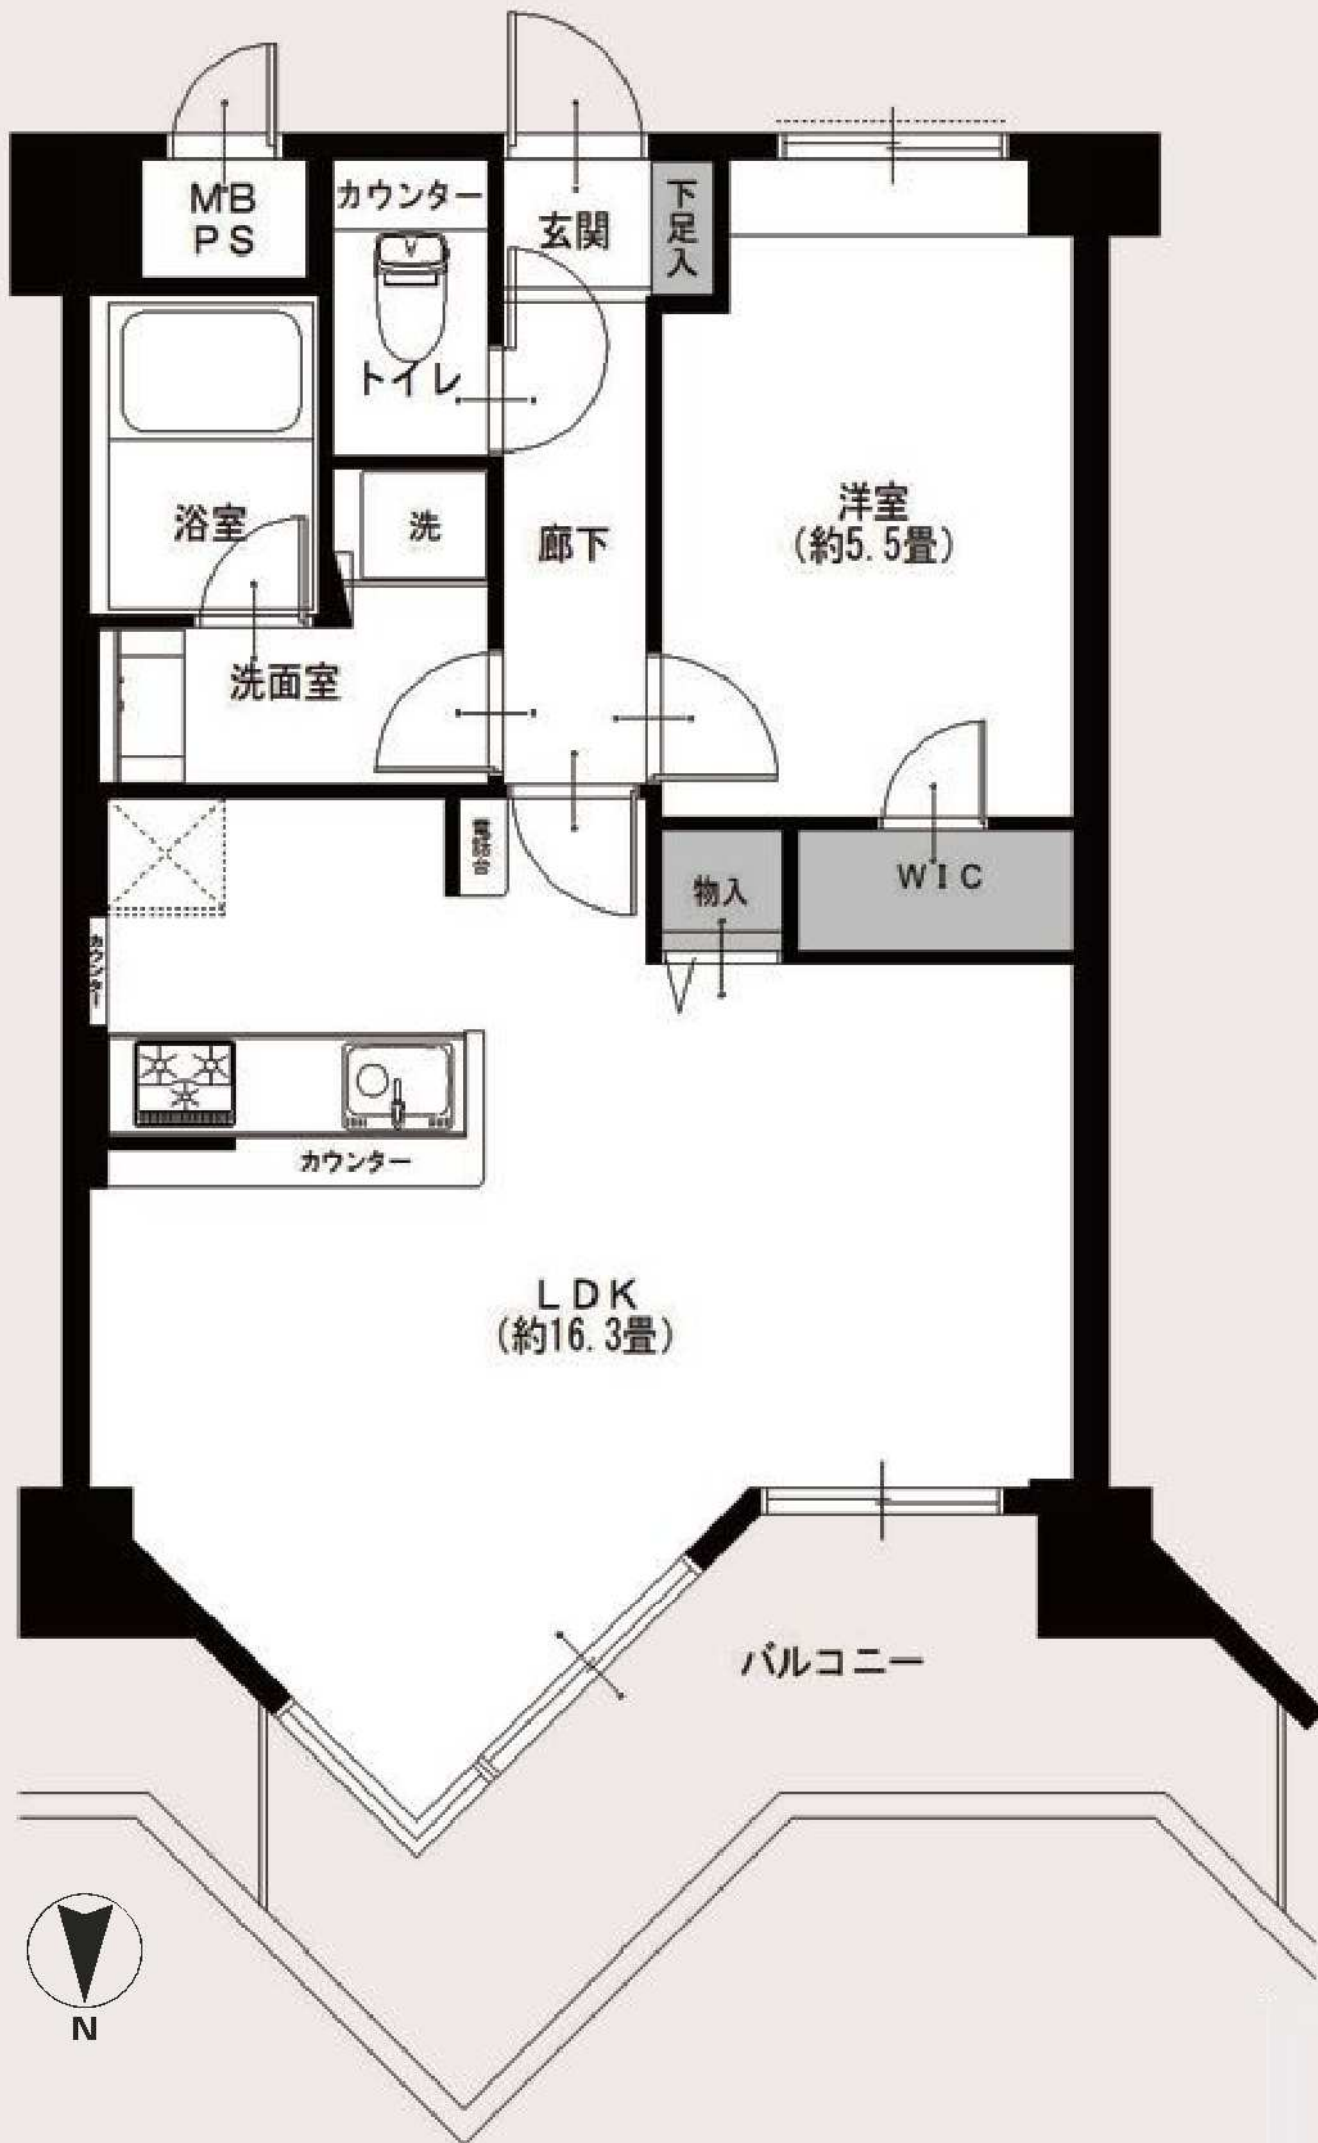 MB
PS
カウンター
玄関
下足入
トイレ
浴室
洗
廊下
洋室
(約5.5畳)
洗面室
物入
WIC
カウンター
カウンター
LDK
(約16.3畳)
バルコニー
N